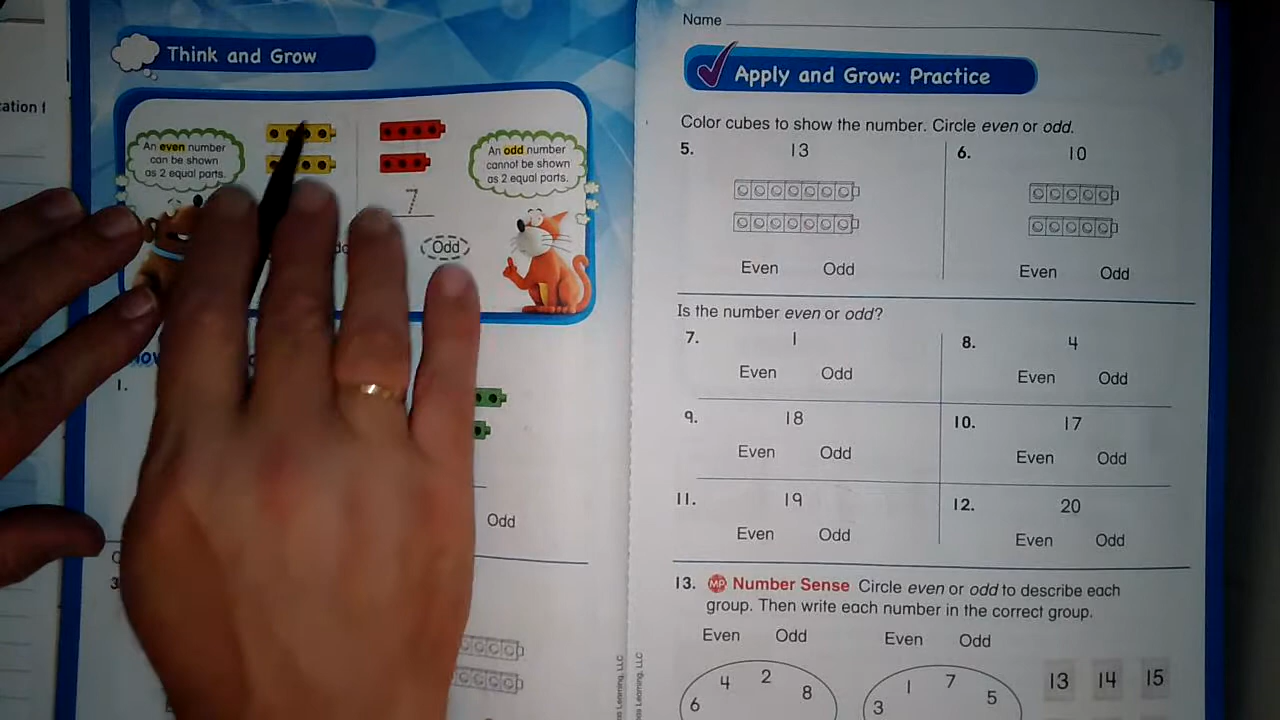 Think and Grow
An even number
can be shown
as 2 equal parts.
An odd number
cannot be shown
as 2 equal parts.
7
Odd
1.
Odd
Name
Apply and Grow: Practice
Color cubes to show the number. Circle even or odd.
5. 13
Even Odd
6. 10
Even Odd
Is the number even or odd?
7. 1
Even Odd
8. 4
Even Odd
9. 18
Even Odd
10. 17
Even Odd
11. 19
Even Odd
12. 20
Even Odd
13. MP Number Sense Circle even or odd to describe each
group. Then write each number in the correct group.
Even Odd
6 4 2 8
Even Odd
3 1 7 5
13 14 15